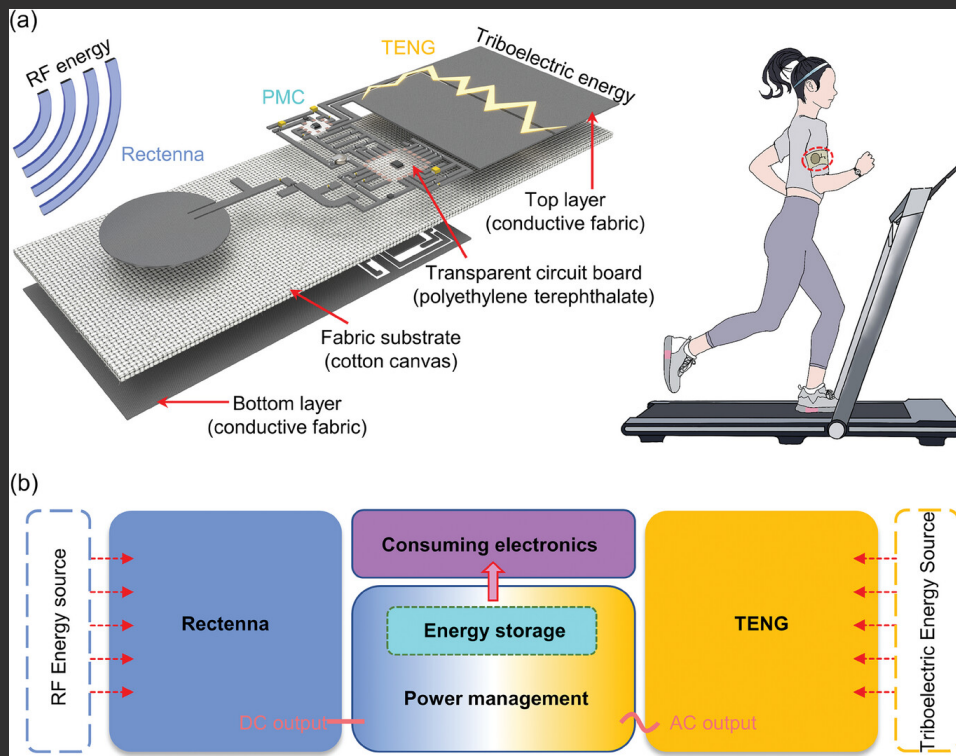 (a)
RF energy
Rectenna
PMC
TENG
Triboelectric energy
Top layer
(conductive fabric)
Transparent circuit board
(polyethylene terephthalate)
Fabric substrate
(cotton canvas)
Bottom layer
(conductive fabric)
(b)
RF Energy source
Rectenna
Consuming electronics
Energy storage
Power management
DC output
AC output
TENG
Triboelectric Energy Source